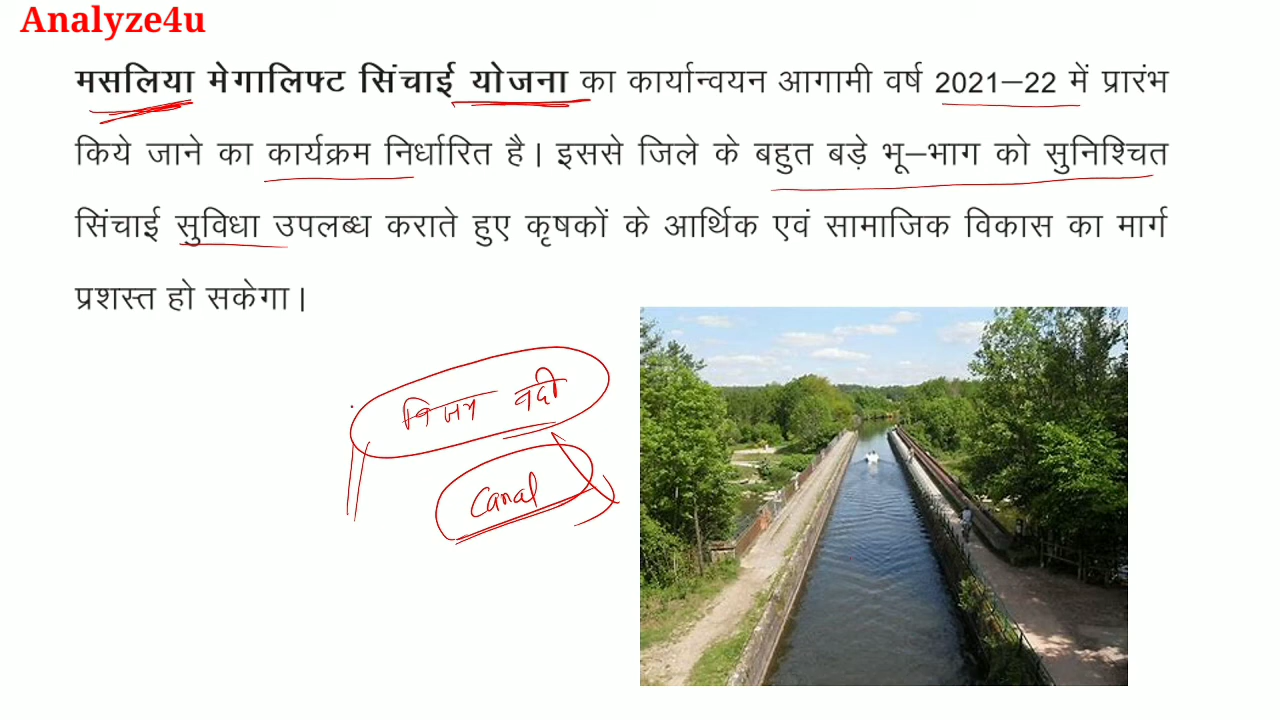 Analyze4u
मसलिया मेगालिफ्ट सिंचाई योजना का कार्यान्वयन आगामी वर्ष 2021–22 में प्रारंभ
किये जाने का कार्यक्रम निर्धारित है। इससे जिले के बहुत बड़े भू–भाग को सुनिश्चित
सिंचाई सुविधा उपलब्ध कराते हुए कृषकों के आर्थिक एवं सामाजिक विकास का मार्ग
प्रशस्त हो सकेगा।
नदी
Canal